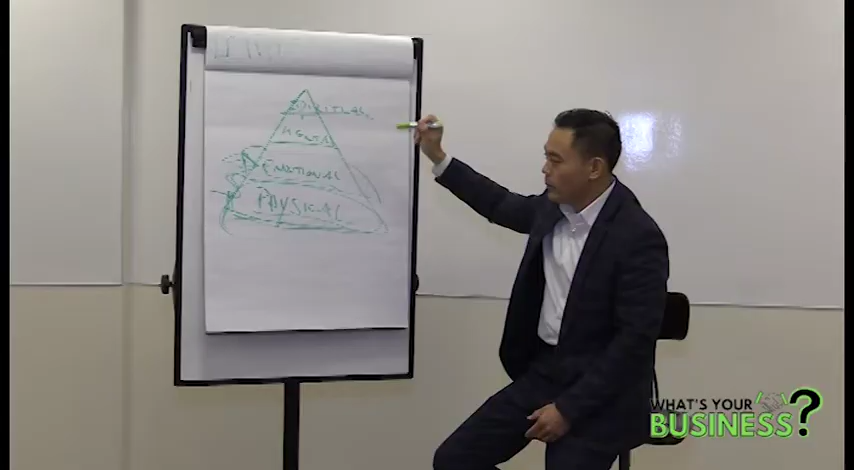 SPIRITUAL
MENTAL
EMOTIONAL
PHYSICAL
WHAT'S YOUR
BUSINESS?